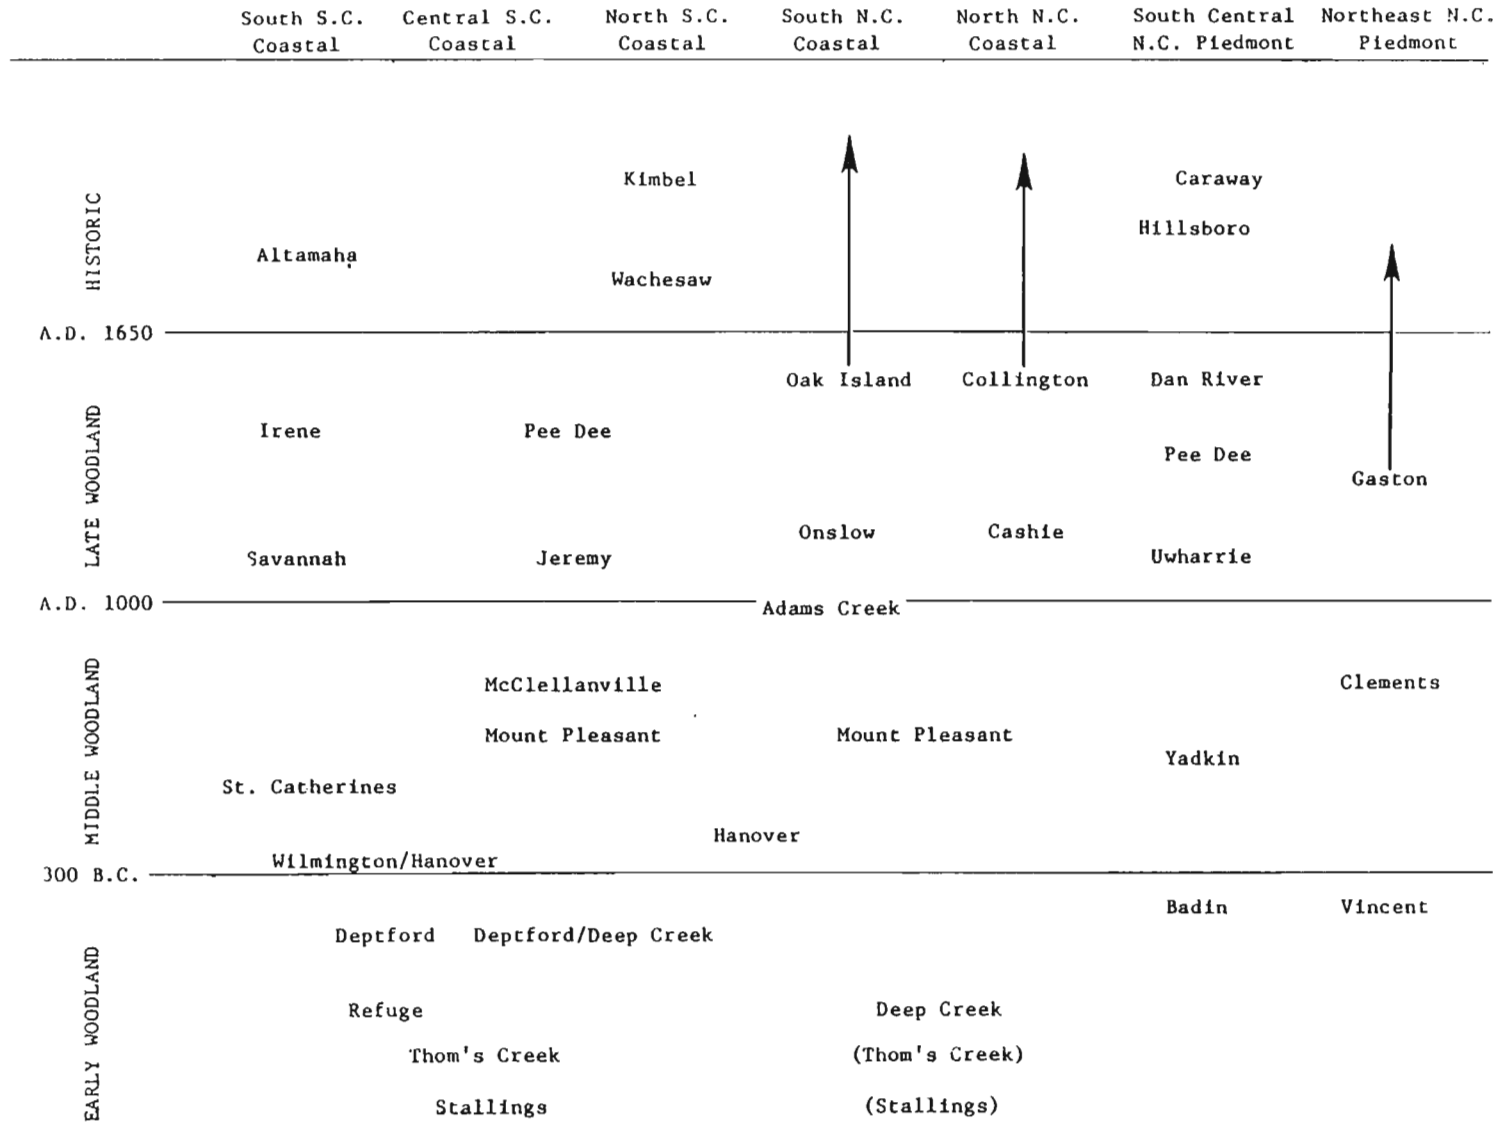 South S.C. Central S.C. North S.C. South N.C. North N.C. South Central Northeast N.C.
Coastal Coastal Coastal Coastal Coastal N.C. Piedmont Piedmont
HISTORIC
Kimbel Caraway
Hillsboro
Altamaha
Wachesaw
A.D. 1650
LATE WOODLAND
Oak Island Collington Dan River
Irene Pee Dee
Pee Dee
Gaston
Onslow Cashie
Savannah Jeremy Uwharrie
A.D. 1000
Adams Creek
MIDDLE WOODLAND
McClellanville Clements
Mount Pleasant Mount Pleasant
Yadkin
St. Catherines
Hanover
Wilmington/Hanover
300 B.C.
EARLY WOODLAND
Badin Vincent
Deptford Deptford/Deep Creek
Refuge Deep Creek
Thom's Creek (Thom's Creek)
Stallings (Stallings)